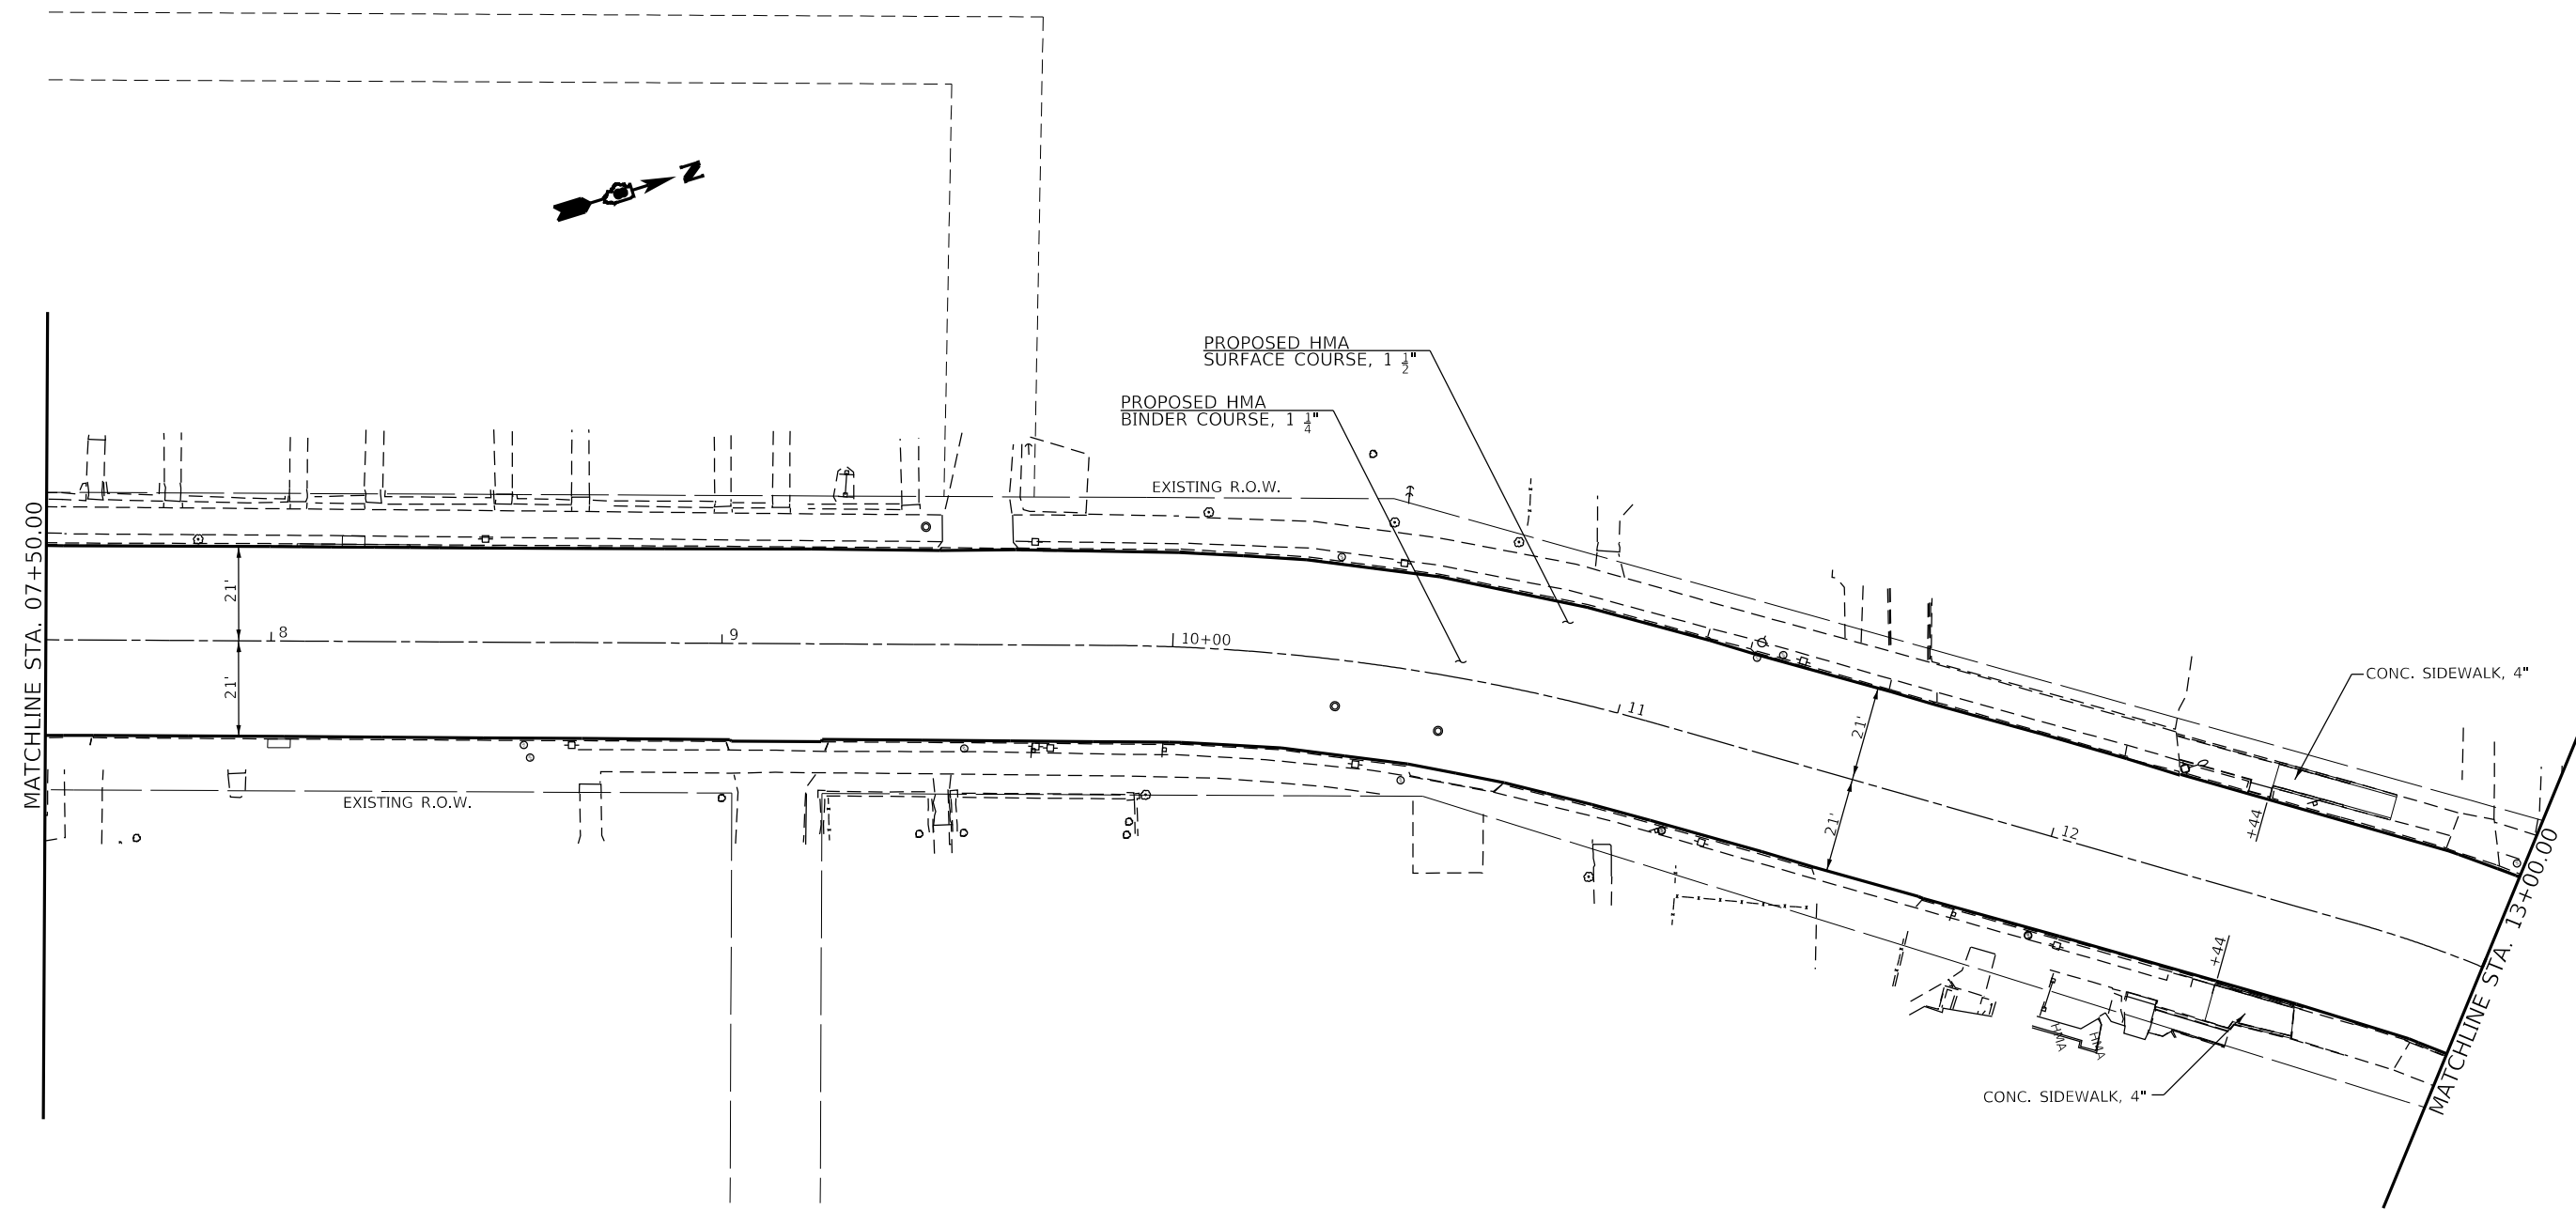 N
PROPOSED HMA
SURFACE COURSE, 1 1/2"
PROPOSED HMA
BINDER COURSE, 1 1/4"
EXISTING R.O.W.
MATCHLINE STA. 07+50.00
21'
21'
8
9
10+00
11
12
21'
21'
CONC. SIDEWALK, 4"
+44
+44
EXISTING R.O.W.
HMA
HMA
CONC. SIDEWALK, 4"
MATCHLINE STA. 13+00.00